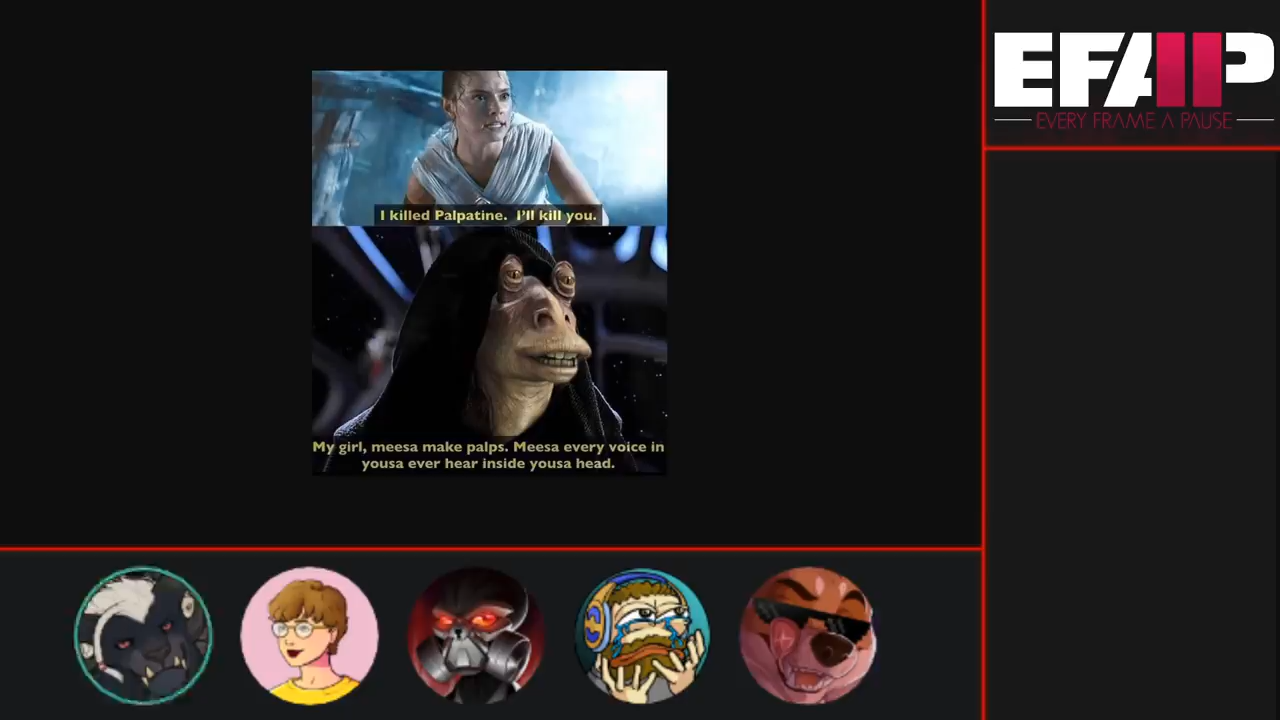 EFAP
EVERY FRAME A PAUSE
I killed Palpatine. I'll kill you.
My girl, meesa make palps. Meesa every voice in
yousa ever hear inside yousa head.